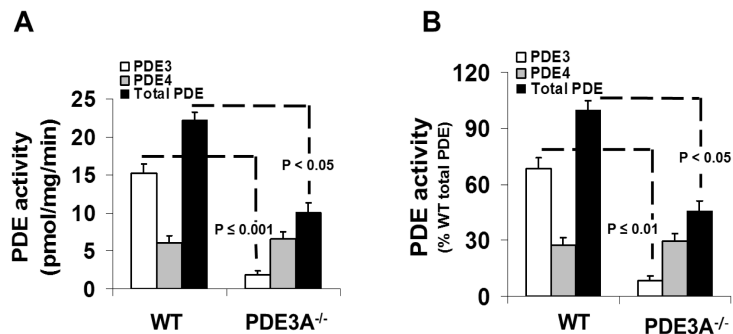 A
PDE3
PDE4
Total PDE
PDE activity
(pmol/mg/min)
25
20
15
10
5
0
P < 0.05
P ≤ 0.001
WT
PDE3A-/-
B
PDE3
PDE4
Total PDE
PDE activity
(% WT total PDE)
120
90
60
30
0
P < 0.05
P ≤ 0.01
WT
PDE3A-/-